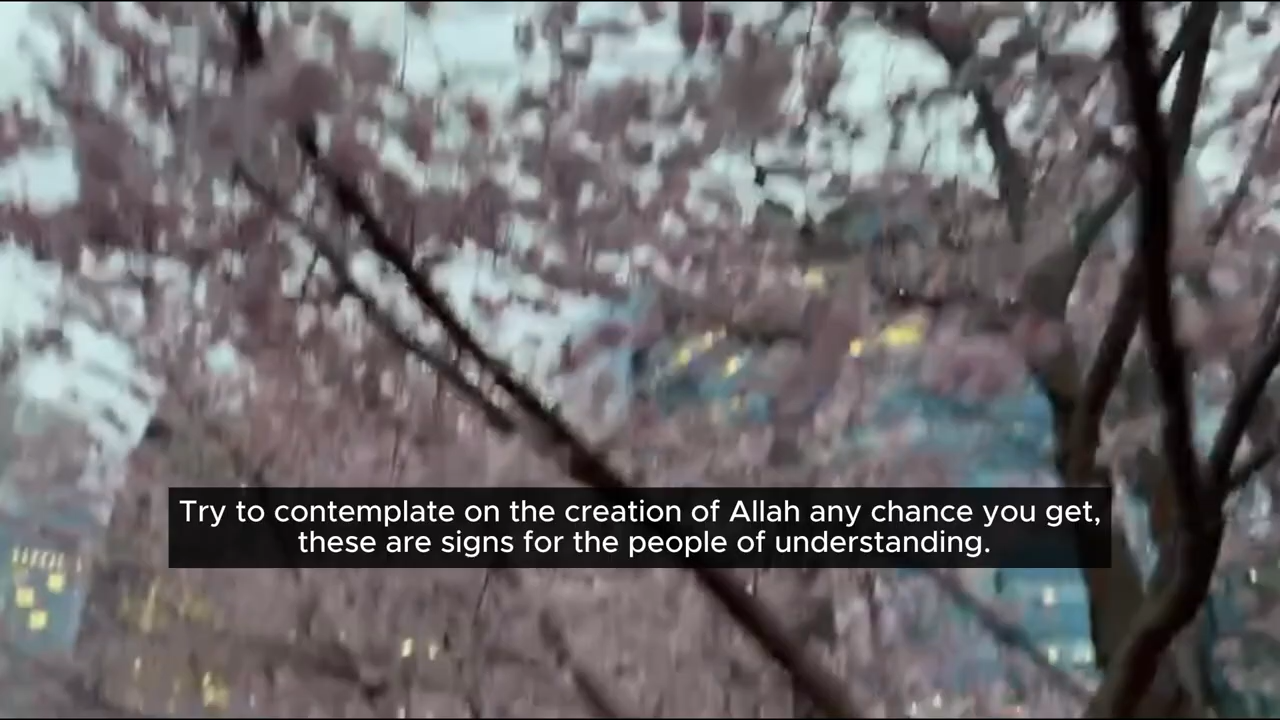 Try to contemplate on the creation of Allah any chance you get,
these are signs for the people of understanding.